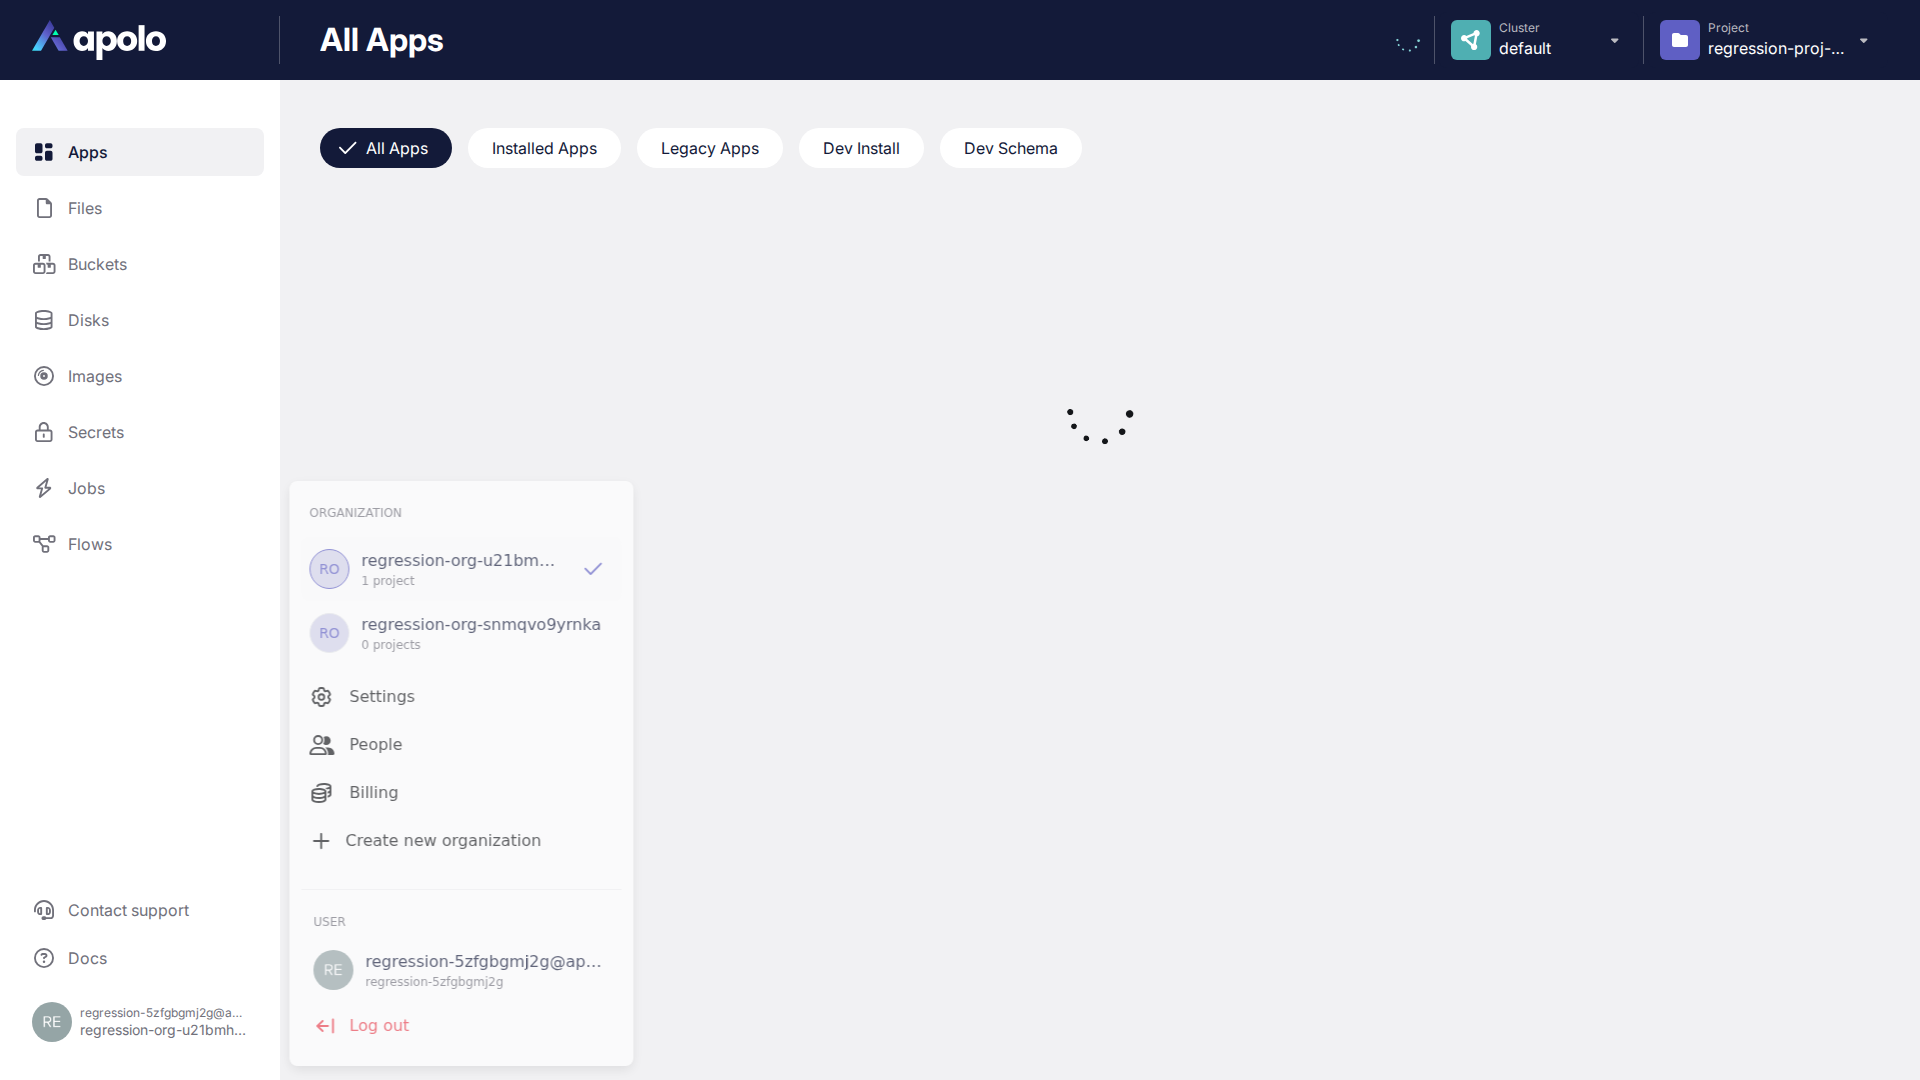 apolo
All Apps
Cluster
default
Project
regression-proj-...
Apps
Files
Buckets
Disks
Images
Secrets
Jobs
Flows
Contact support
Docs
RE
regression-5zfgbgmj2g@a...
regression-org-u21bmh...
All Apps
Installed Apps
Legacy Apps
Dev Install
Dev Schema
ORGANIZATION
RO
regression-org-u21bm...
1 project
RO
regression-org-snmqvo9yrnka
0 projects
Settings
People
Billing
Create new organization
USER
RE
regression-5zfgbgmj2g@ap...
regression-5zfgbgmj2g
Log out